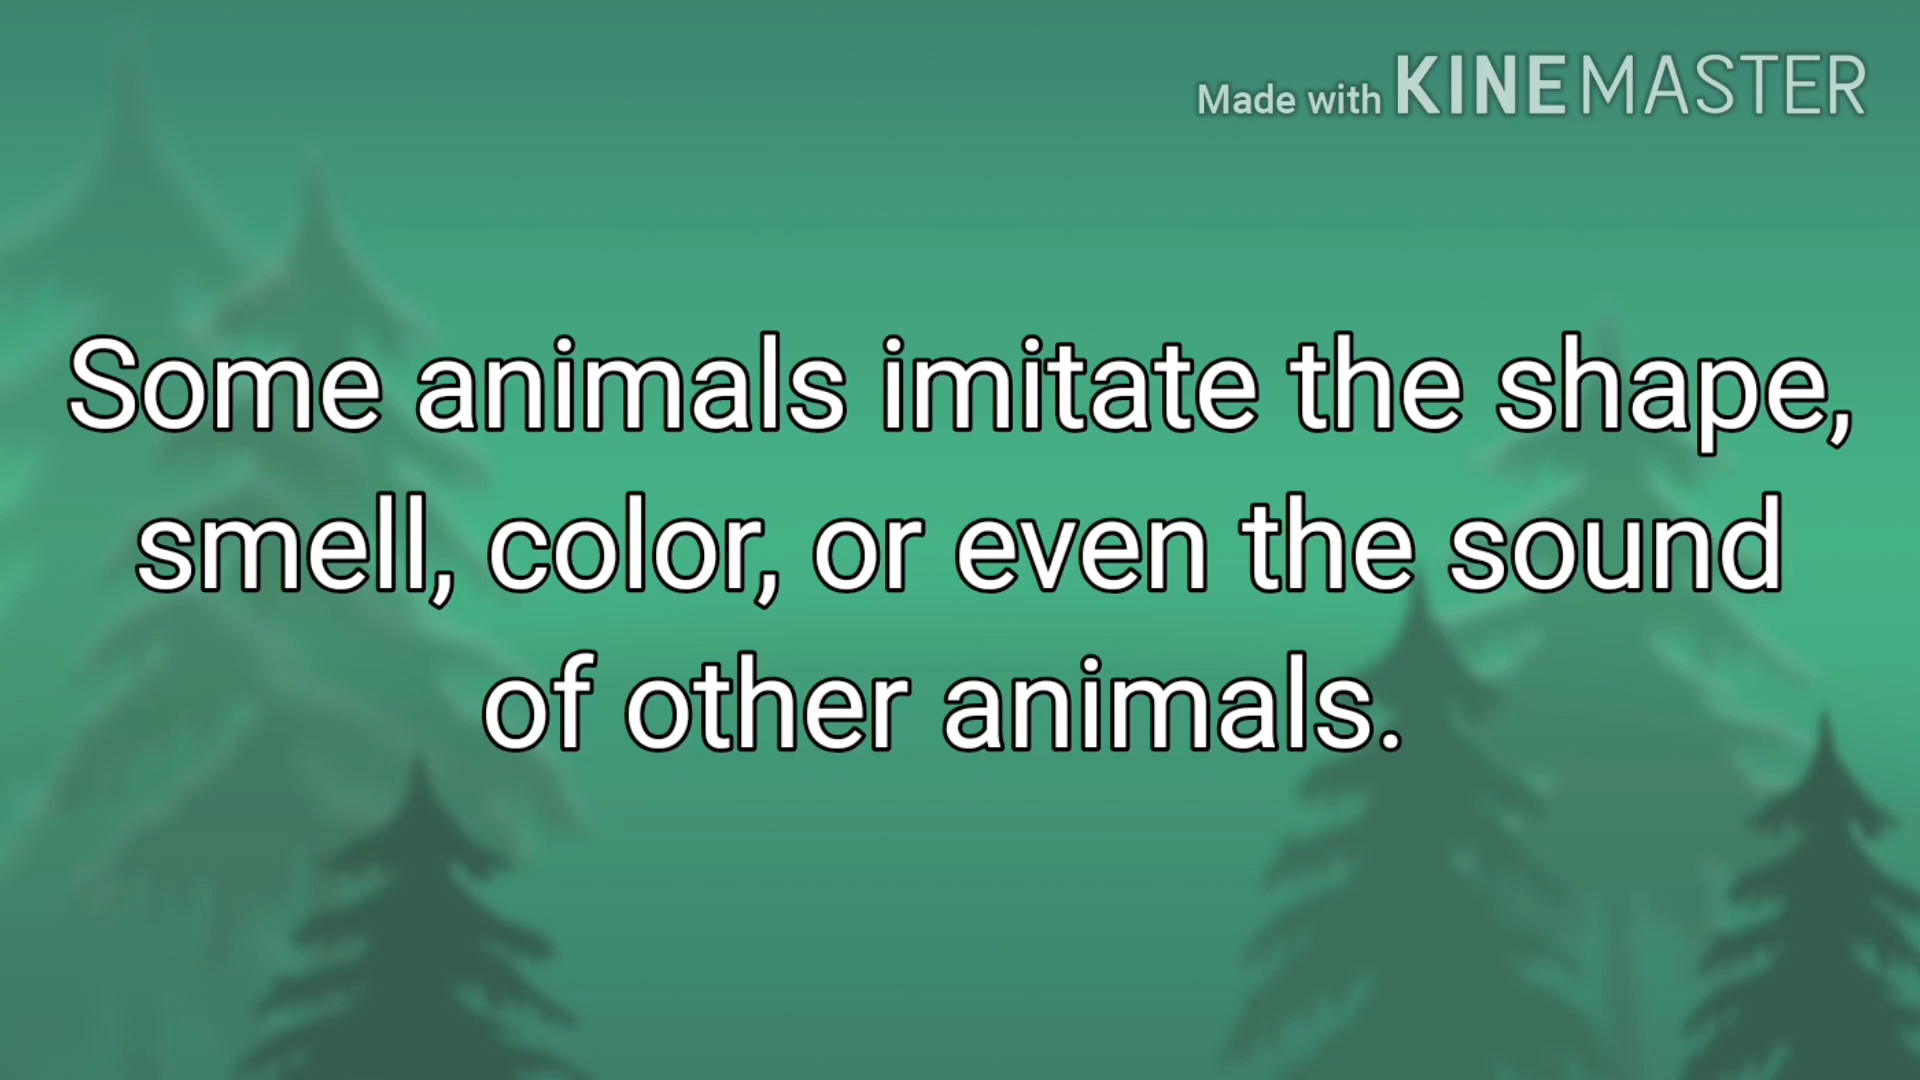 Made with KINEMASTER
Some animals imitate the shape,
smell, color, or even the sound
of other animals.